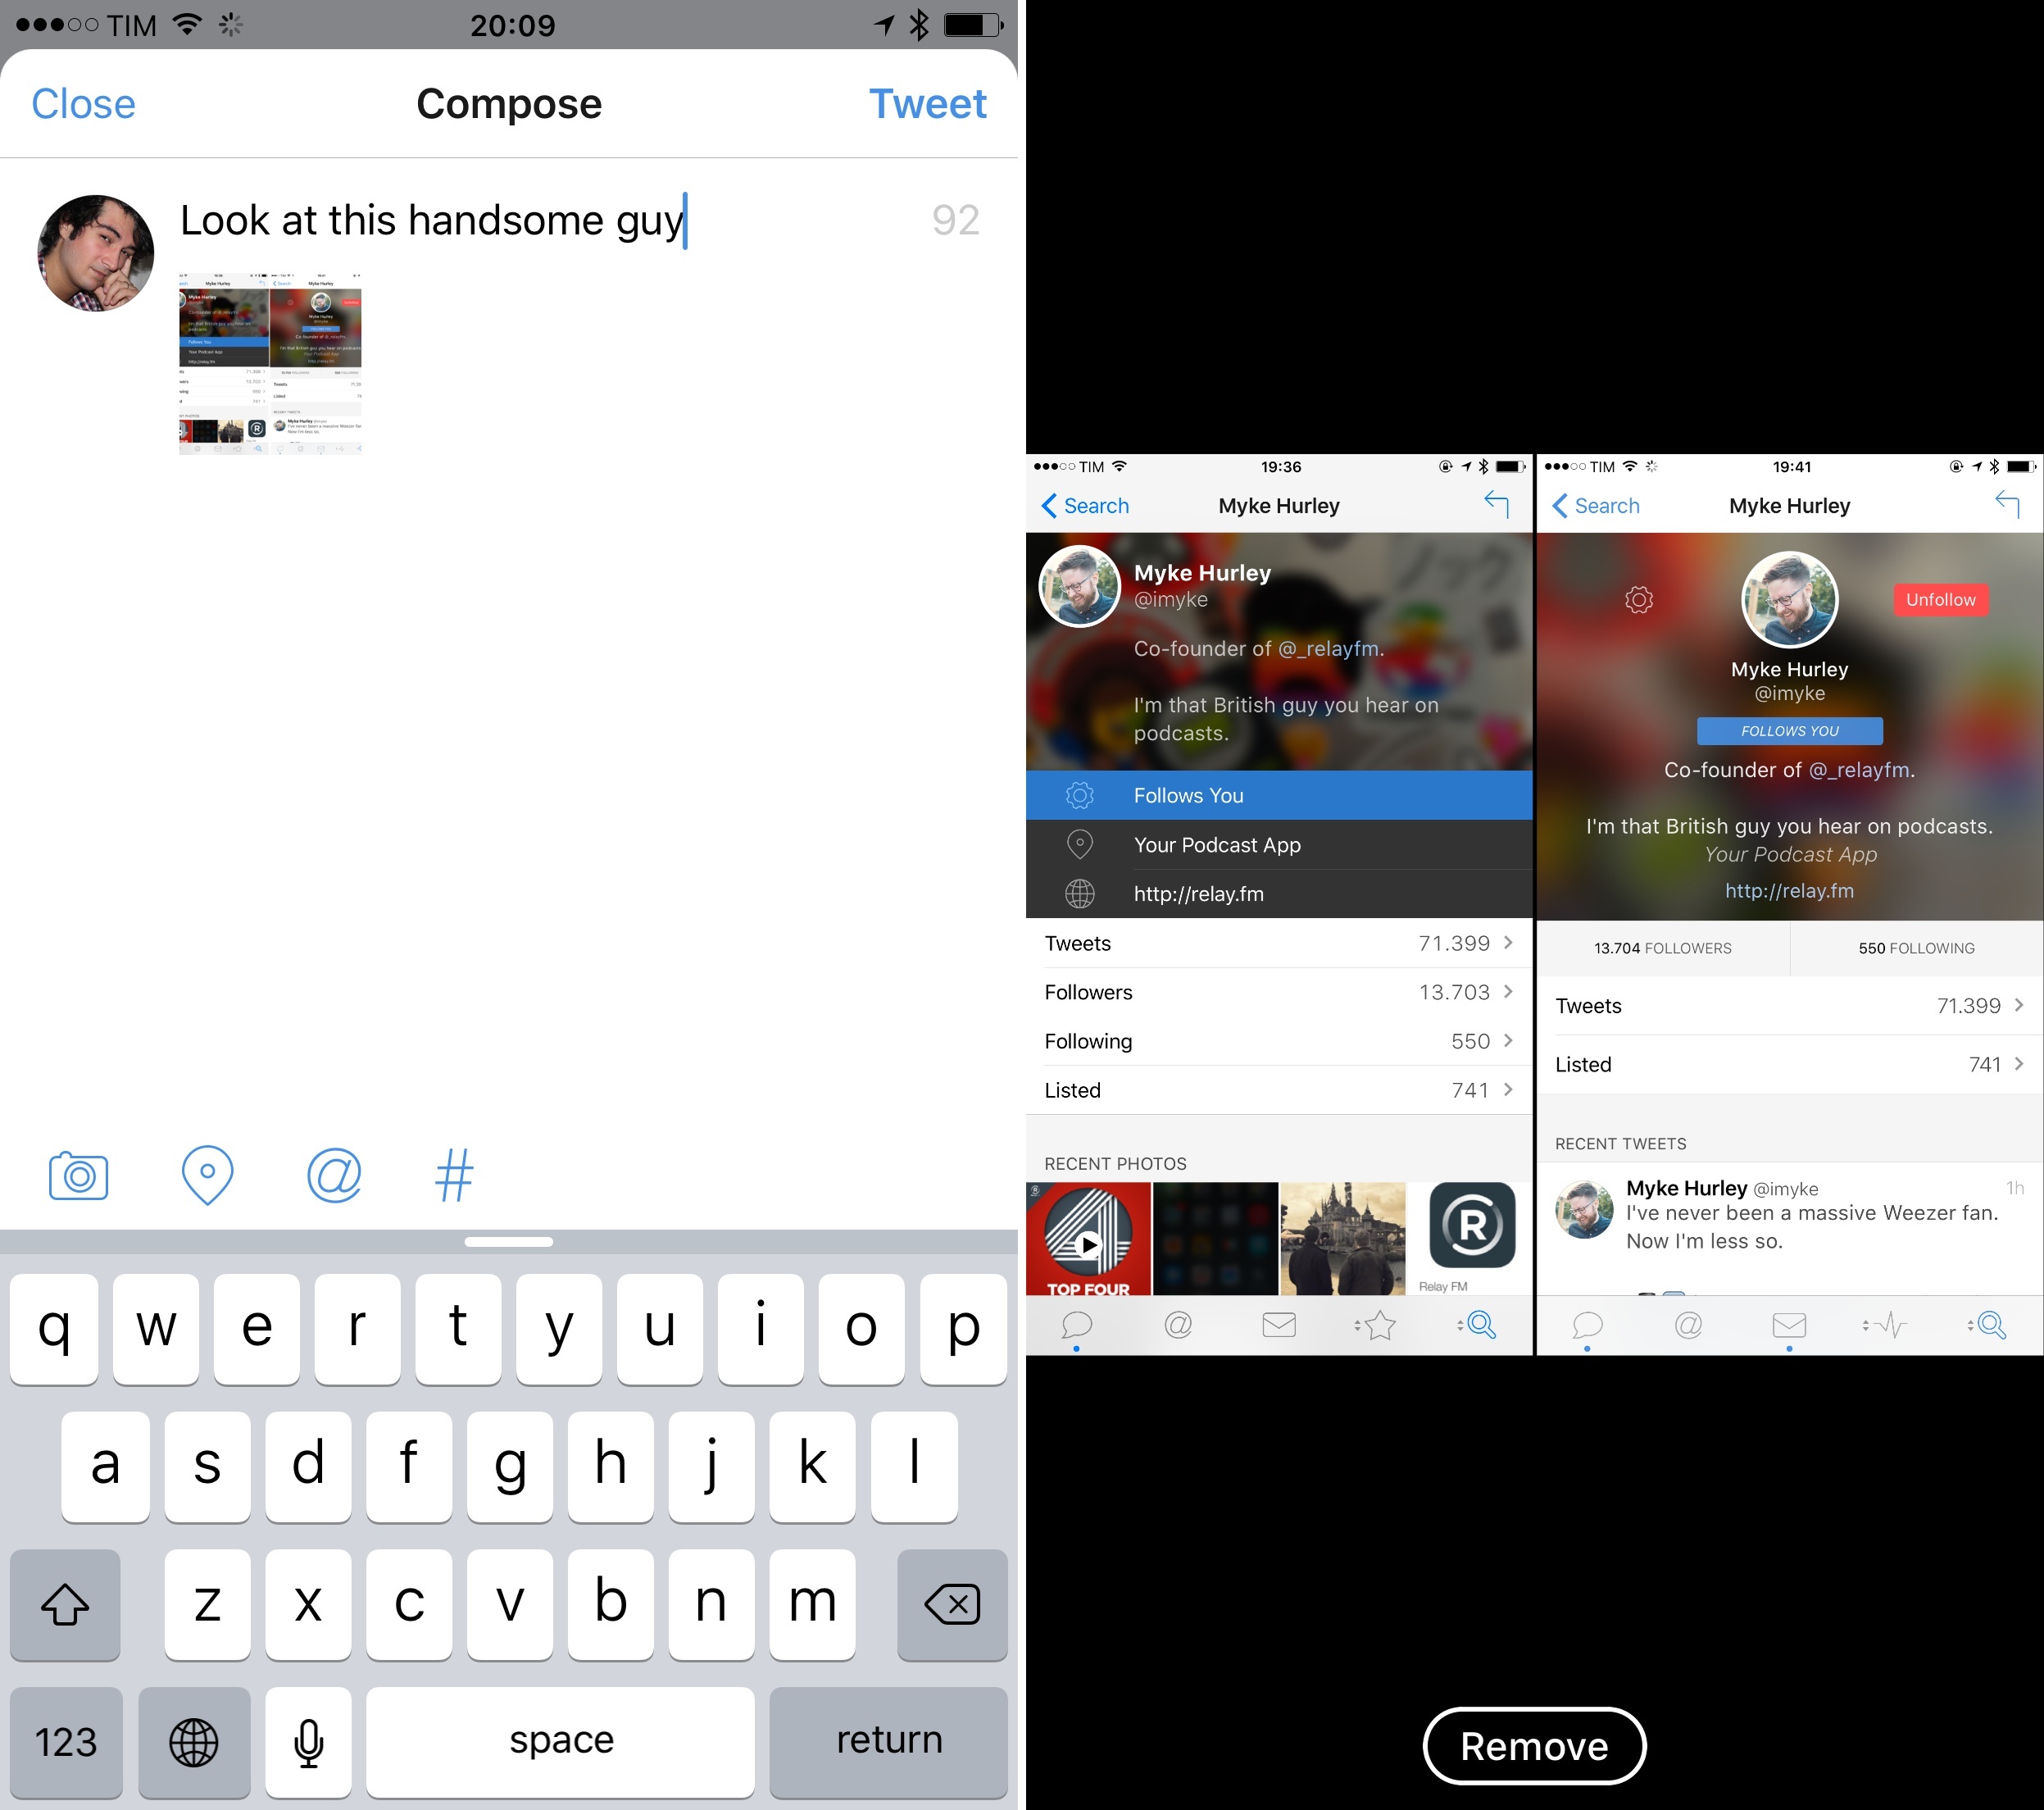 TIM 20:09
Close Compose Tweet
Look at this handsome guy 92
Myke Hurley
Myke Hurley
@ #
q w e r t y u i o p
a s d f g h j k l
z x c v b n m
123 space return
TIM 19:36
Search Myke Hurley
Myke Hurley
@imyke
Co-founder of @_relayfm.
I'm that British guy you hear on
podcasts.
Follows You
Your Podcast App
http://relay.fm
Tweets 71.399
Followers 13.703
Following 550
Listed 741
RECENT PHOTOS
4
TOP FOUR
R
Relay FM
@
TIM 19:41
Search Myke Hurley
Unfollow
Myke Hurley
@imyke
FOLLOWS YOU
Co-founder of @_relayfm.
I'm that British guy you hear on podcasts.
Your Podcast App
http://relay.fm
13.704 FOLLOWERS 550 FOLLOWING
Tweets 71.399
Listed 741
RECENT TWEETS
Myke Hurley @imyke 1h
I've never been a massive Weezer fan.
Now I'm less so.
@
Remove